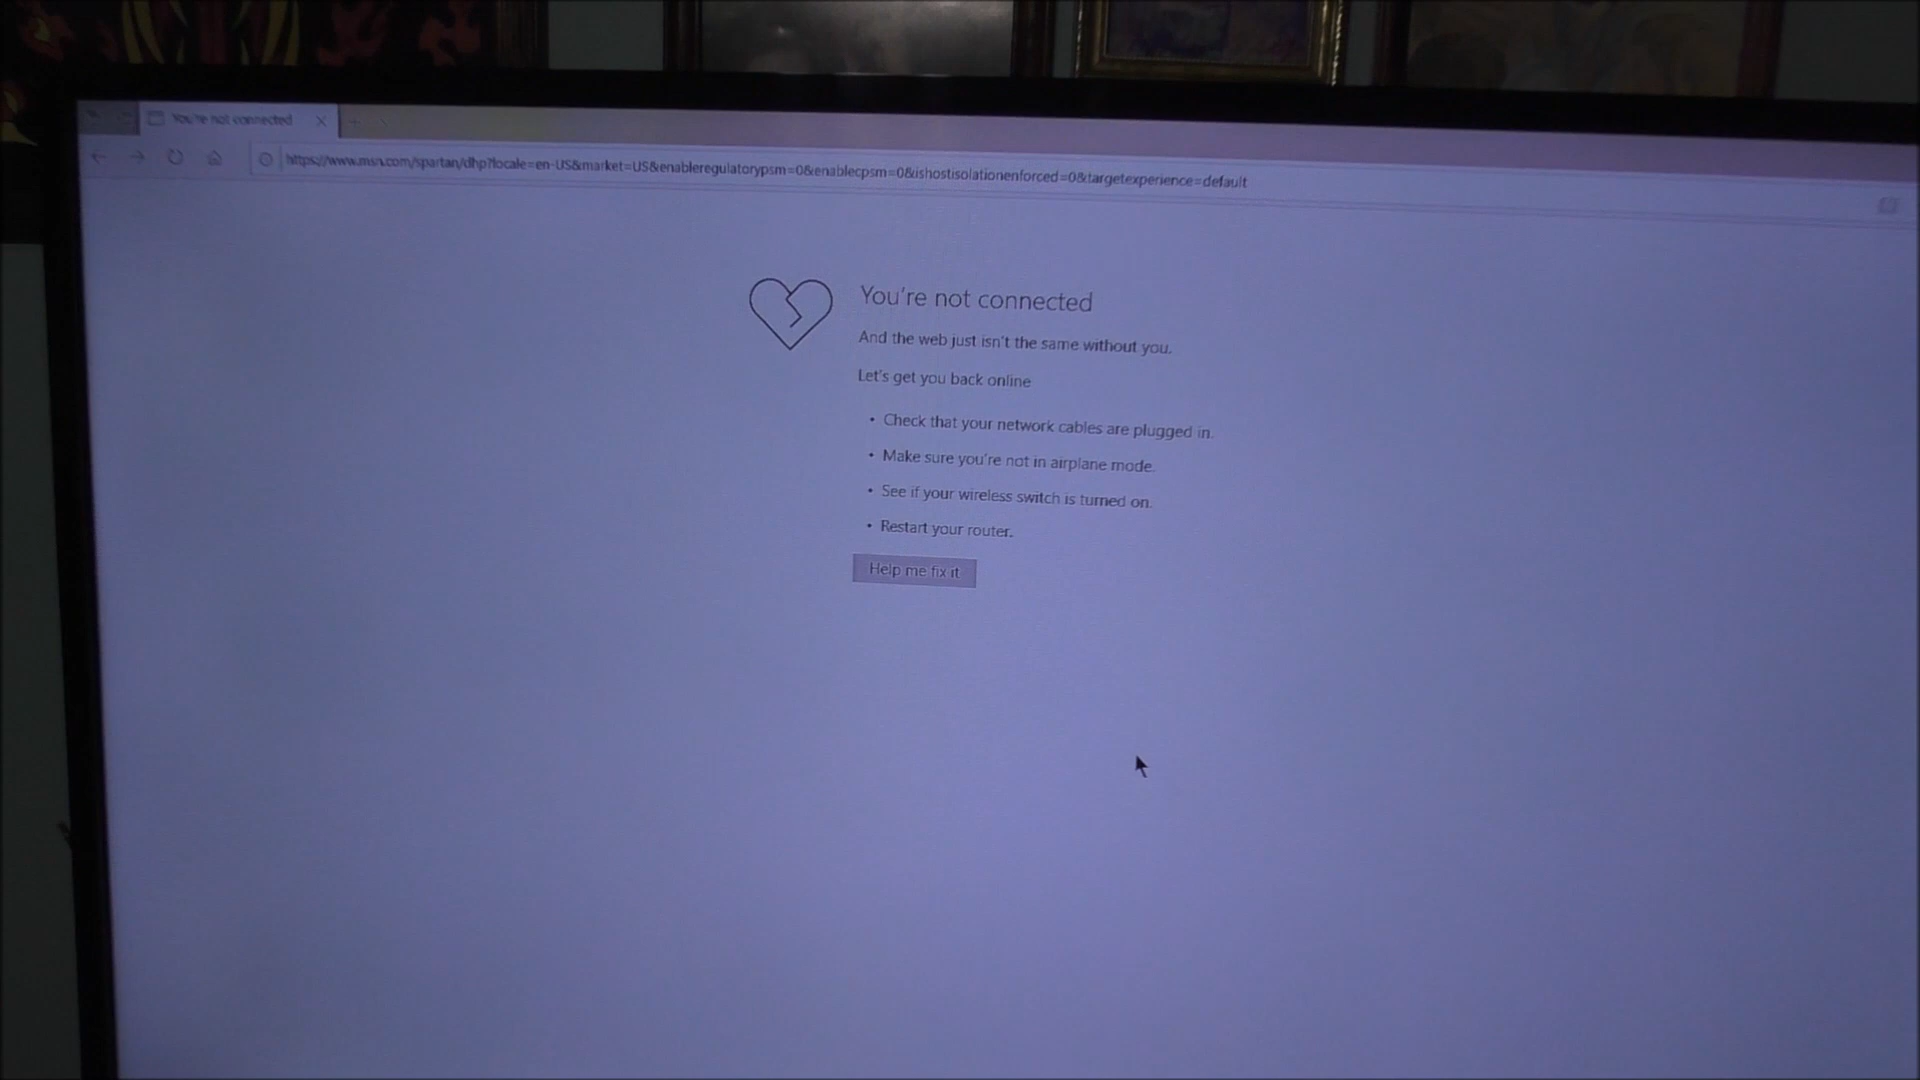 You're not connected
https://www.msn.com/spartan/dhp?locale=en-US&market=US&enableregulatorypsm=0&enablecpsm=0&ishostisolationenforced=0&targetexperience=default
You're not connected
And the web just isn't the same without you.
Let's get you back online
• Check that your network cables are plugged in.
• Make sure you're not in airplane mode.
• See if your wireless switch is turned on.
• Restart your router.
Help me fix it